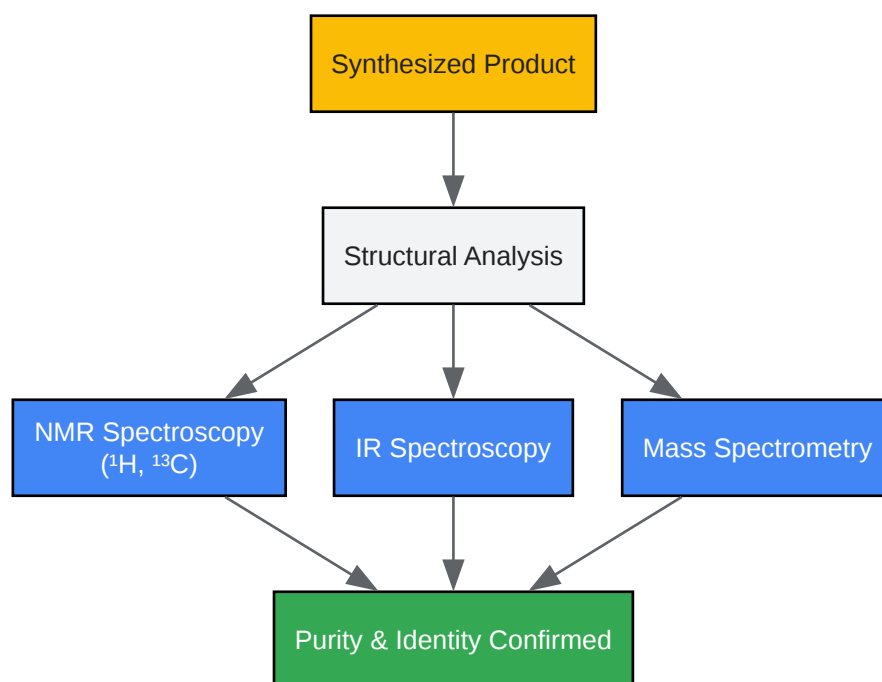 Synthesized Product
Structural Analysis
NMR Spectroscopy
(¹H, ¹³C)
IR Spectroscopy
Mass Spectrometry
Purity & Identity Confirmed